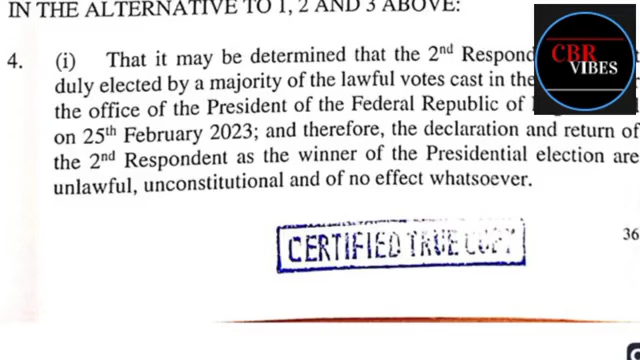 IN THE ALTERNATIVE TO 1, 2 AND 3 ABOVE:
4. (i) That it may be determined that the 2nd Respond
duly elected by a majority of the lawful votes cast in the
the office of the President of the Federal Republic of
on 25th February 2023; and therefore, the declaration and return of
the 2nd Respondent as the winner of the Presidential election are
unlawful, unconstitutional and of no effect whatsoever.
CERTIFIED TRUE COPY
36
CBR
VIBES